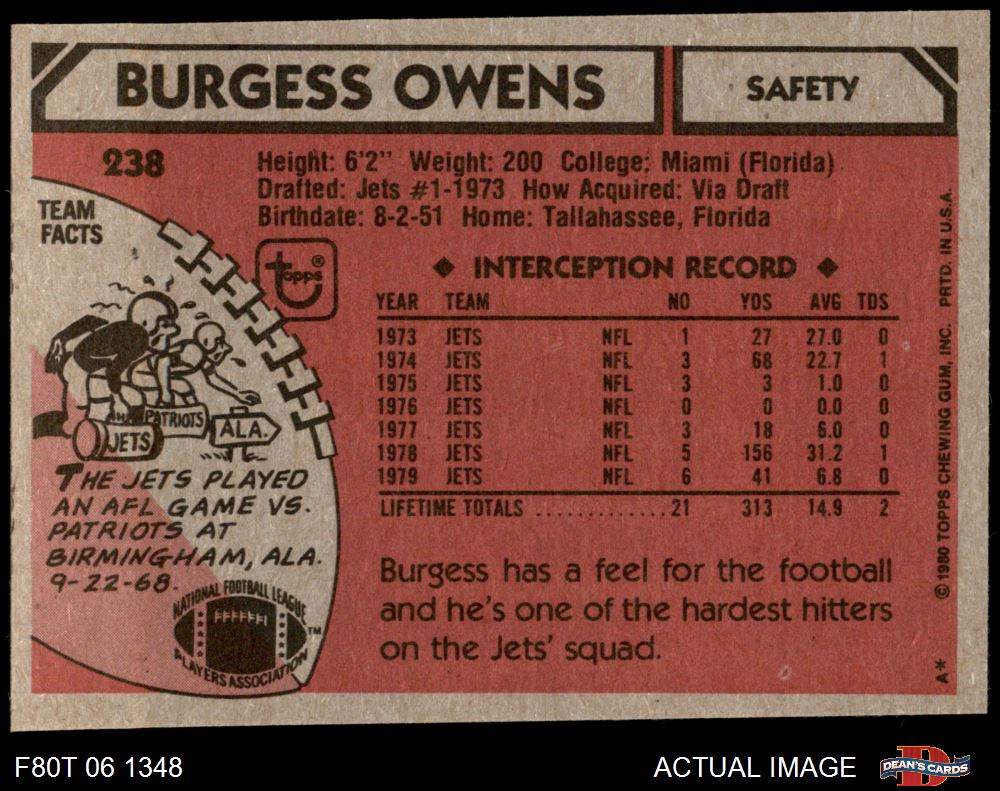 BURGESS OWENS
SAFETY
238
Height: 6'2" Weight: 200 College: Miami (Florida)
Drafted: Jets #1-1973 How Acquired: Via Draft
Birthdate: 8-2-51 Home: Tallahassee, Florida
TEAM
FACTS
topps®
PATRIOTS
JETS
ALA.
THE JETS PLAYED
AN AFL GAME VS.
PATRIOTS AT
BIRMINGHAM, ALA.
9-22-68.
NATIONAL FOOTBALL LEAGUE
PLAYERS ASSOCIATION
TM
◆ INTERCEPTION RECORD ◆
YEAR TEAM NO YDS AVG TDS
1973 JETS NFL 1 27 27.0 0
1974 JETS NFL 3 68 22.7 1
1975 JETS NFL 3 3 1.0 0
1976 JETS NFL 0 0 0.0 0
1977 JETS NFL 3 18 6.0 0
1978 JETS NFL 5 156 31.2 1
1979 JETS NFL 6 41 6.8 0
LIFETIME TOTALS .............21 313 14.9 2
Burgess has a feel for the football
and he's one of the hardest hitters
on the Jets' squad.
A* © 1980 TOPPS CHEWING GUM, INC. PRTD. IN U.S.A.
F80T 06 1348
ACTUAL IMAGE
DEAN'S CARDS